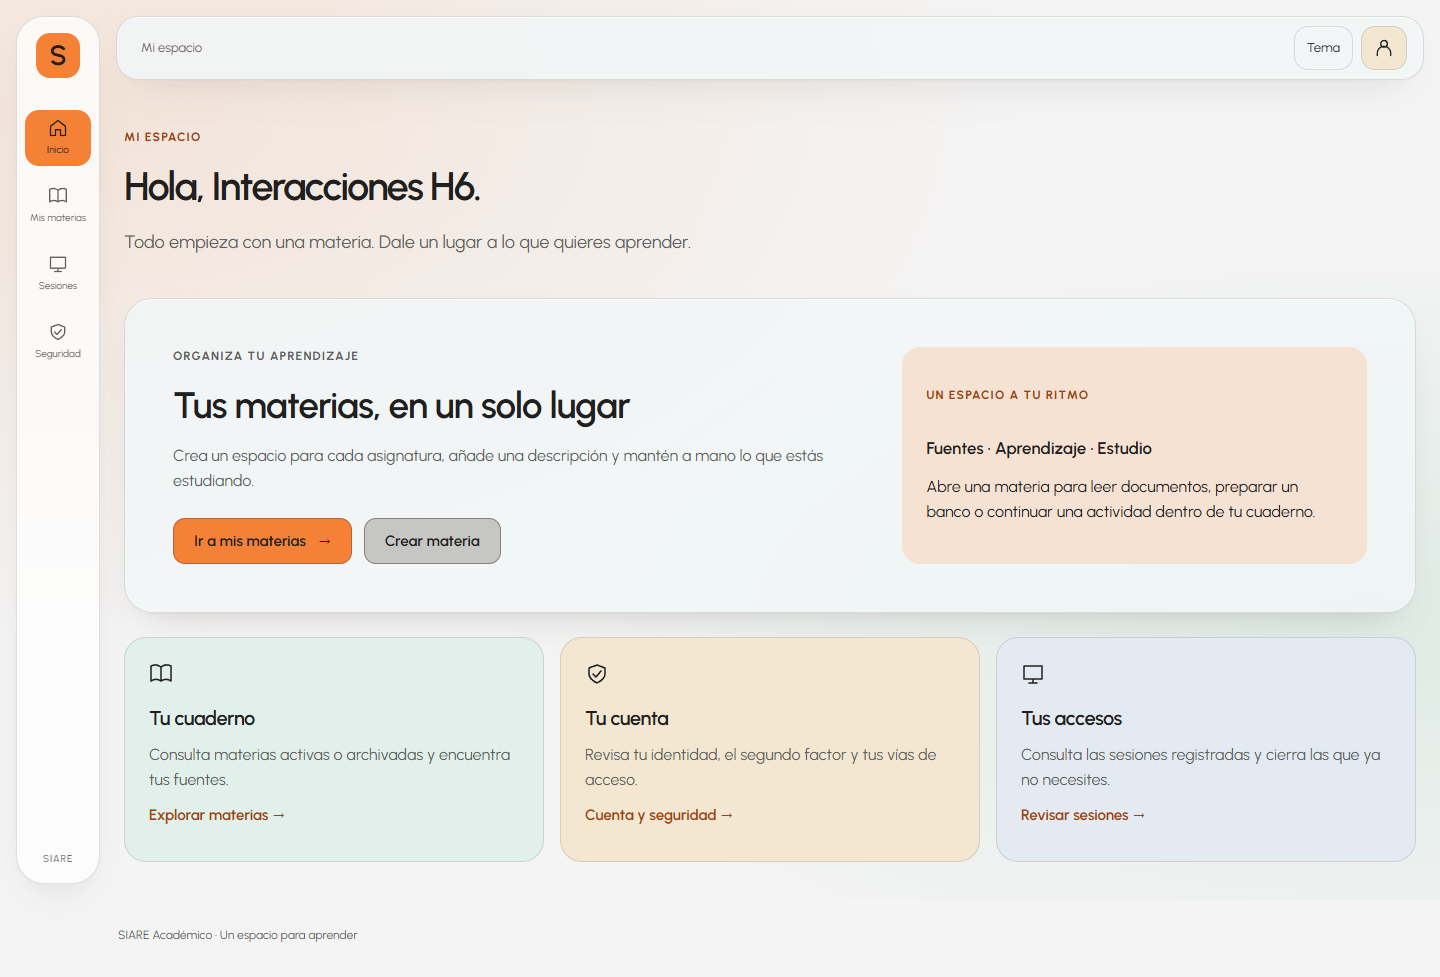 S
Inicio
Mis materias
Sesiones
Seguridad
SIARE
Mi espacio
Tema
MI ESPACIO
Hola, Interacciones H6.
Todo empieza con una materia. Dale un lugar a lo que quieres aprender.
ORGANIZA TU APRENDIZAJE
Tus materias, en un solo lugar
Crea un espacio para cada asignatura, añade una descripción y mantén a mano lo que estás
estudiando.
Ir a mis materias →
Crear materia
UN ESPACIO A TU RITMO
Fuentes · Aprendizaje · Estudio
Abre una materia para leer documentos, preparar un
banco o continuar una actividad dentro de tu cuaderno.
Tu cuaderno
Consulta materias activas o archivadas y encuentra
tus fuentes.
Explorar materias →
Tu cuenta
Revisa tu identidad, el segundo factor y tus vías de
acceso.
Cuenta y seguridad →
Tus accesos
Consulta las sesiones registradas y cierra las que ya
no necesites.
Revisar sesiones →
SIARE Académico · Un espacio para aprender